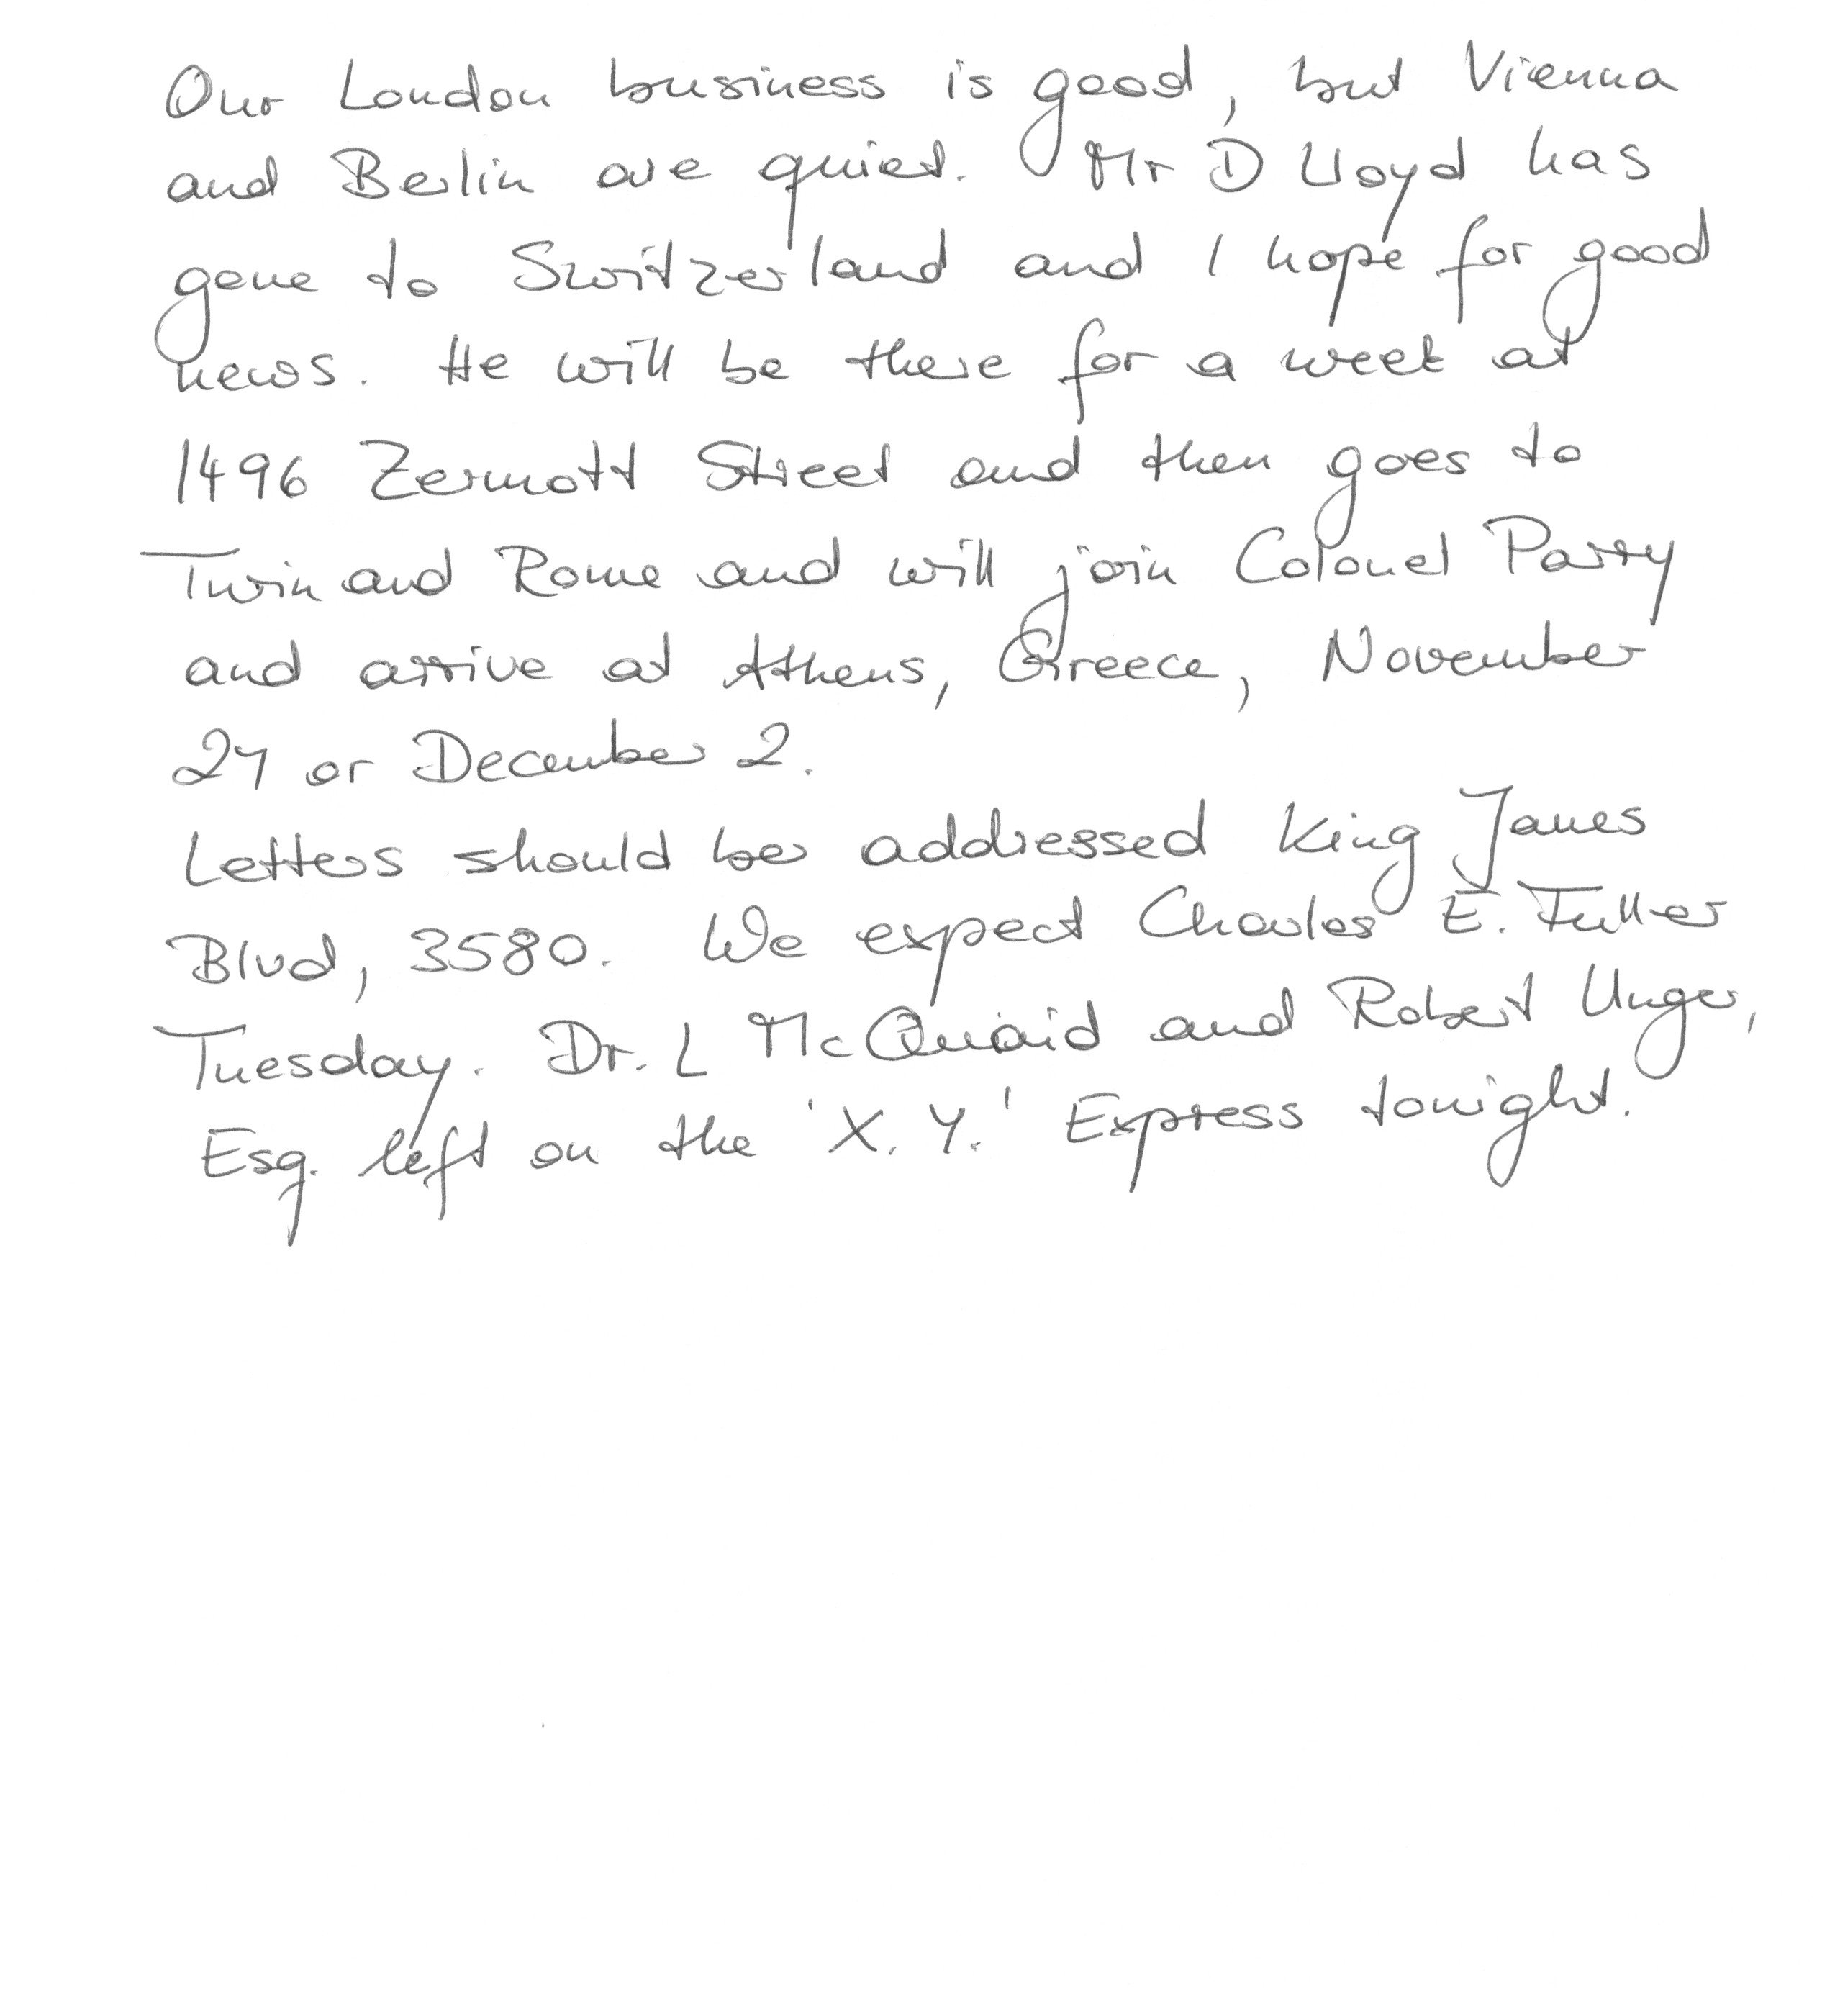 Our London business is good, but Vienna
and Berlin are quiet. Mr D Lloyd has
gone to Switzerland and I hope for good
news. He will be there for a week at
1496 Zermott Street and then goes to
Turin and Rome and will join Colonel Parry
and arrive at Athens, Greece, November
27 or December 2.
Letters should be addressed King James
Blvd, 3580. We expect Charles E. Fuller
Tuesday. Dr. L McQuaid and Robert Unger,
Esq. left on the 'X. Y.' Express tonight.